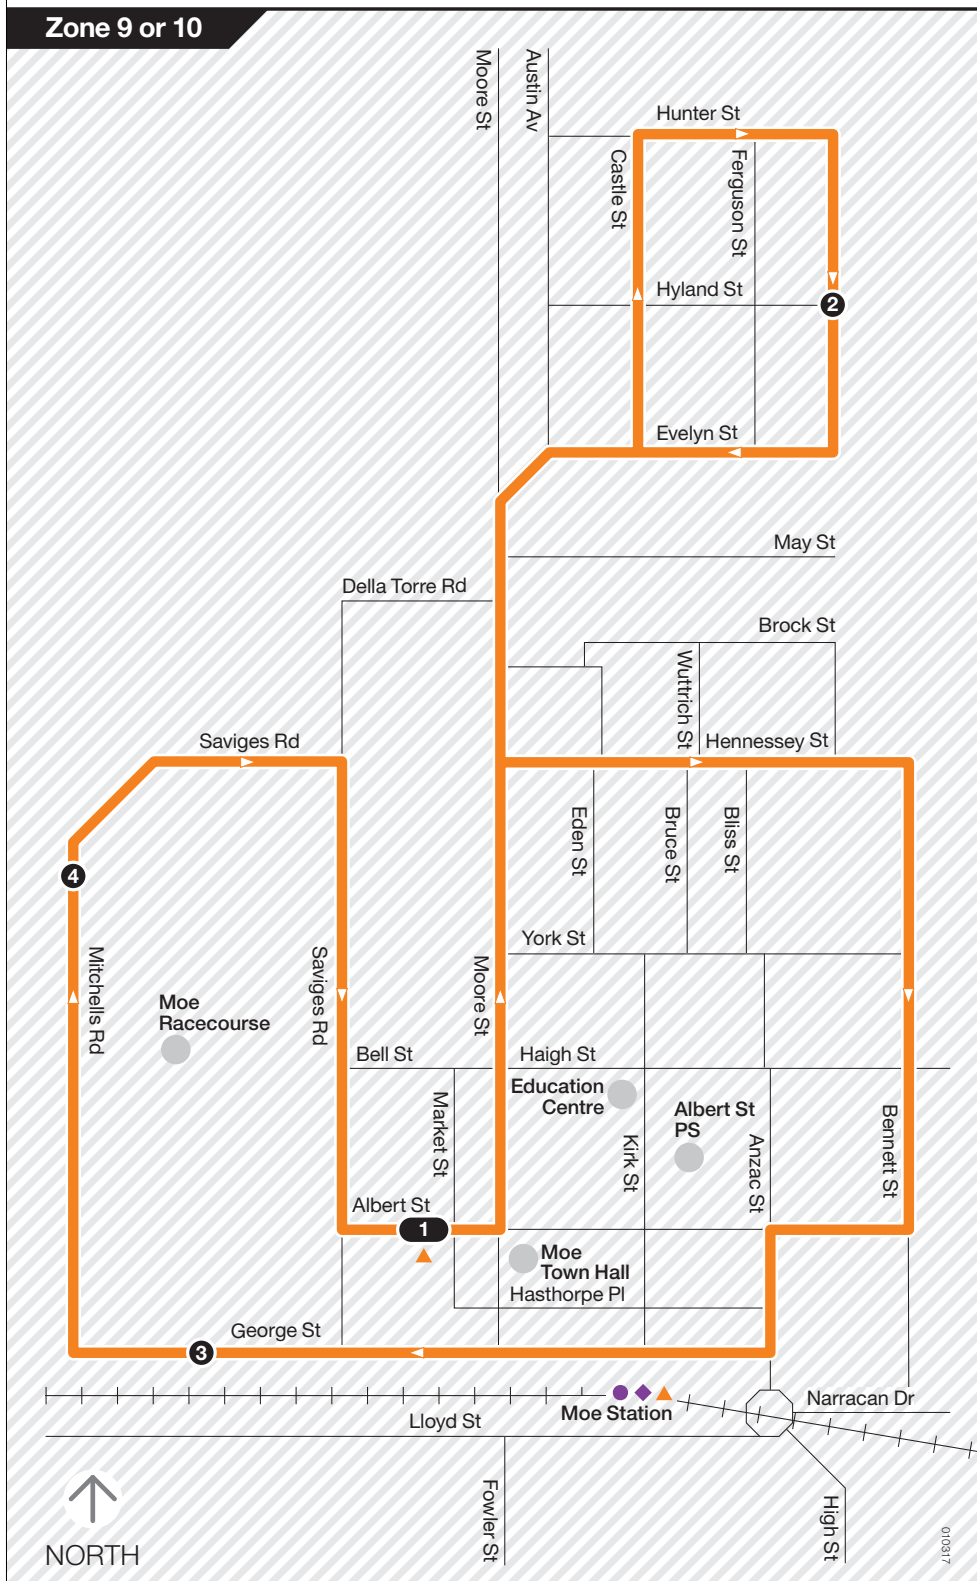 Zone 9 or 10
Moore St
Austin Av
Hunter St
Castle St
Ferguson St
Hyland St
2
Evelyn St
May St
Della Torre Rd
Brock St
Wuttrich St
Saviges Rd
Hennessey St
Eden St
Bruce St
Bliss St
4
York St
Mitchells Rd
Saviges Rd
Moore St
Moe
Racecourse
Bell St
Haigh St
Education
Centre
Market St
Albert St
PS
Kirk St
Anzac St
Bennett St
Albert St
1
Moe
Town Hall
Hasthorpe Pl
George St
3
Narracan Dr
Moe Station
Lloyd St
Fowler St
High St
NORTH
010317